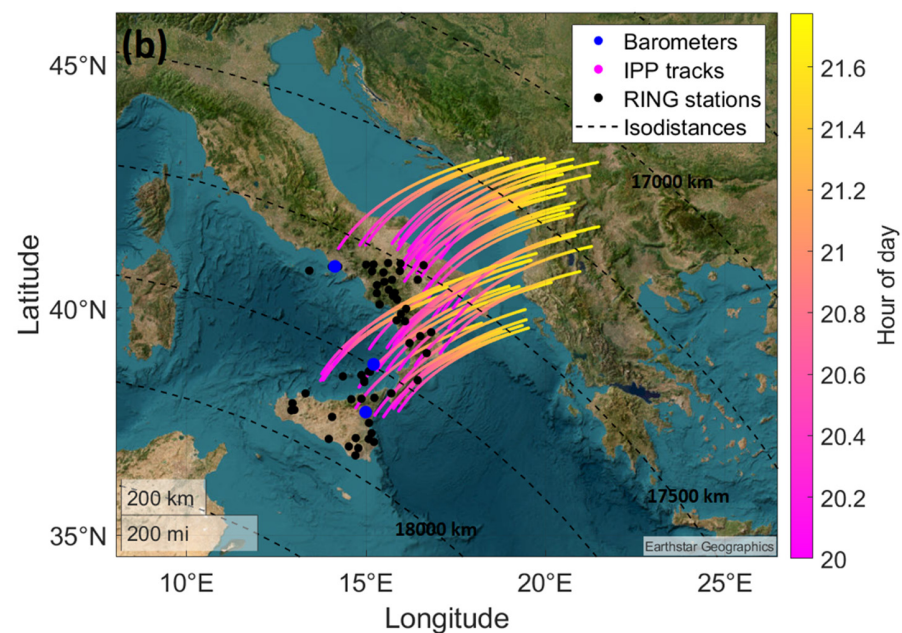 (b)
Barometers
IPP tracks
RING stations
Isodistances
45°N
40°N
35°N
Latitude
17000 km
17500 km
18000 km
200 km
200 mi
Earthstar Geographics
10°E
15°E
20°E
25°E
Longitude
21.6
21.4
21.2
21
20.8
20.6
20.4
20.2
20
Hour of day